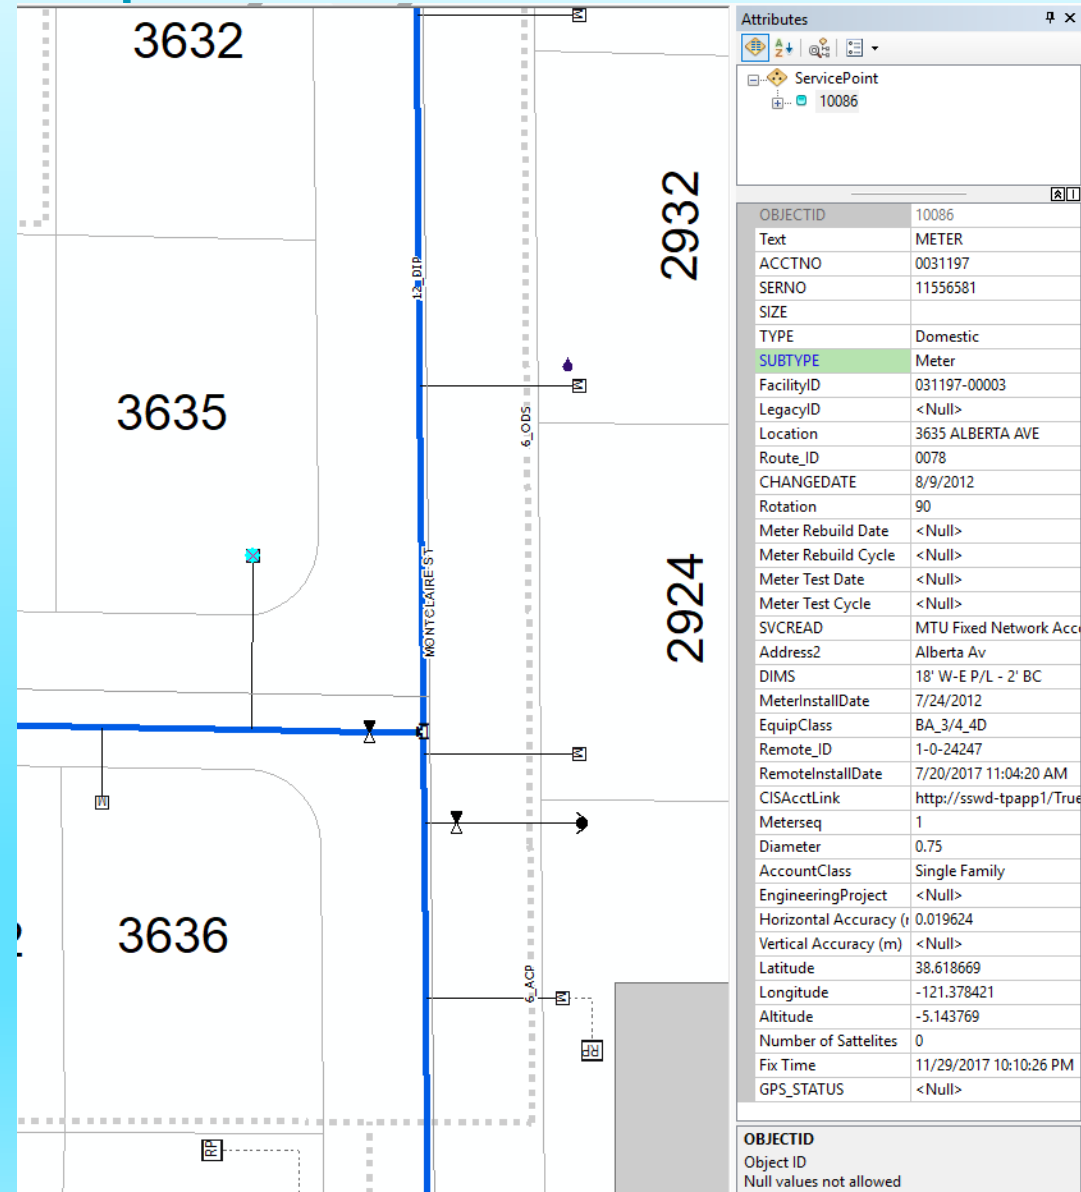 3632
2932
12_DIP
3635
M
M
6_ODS
MONTCLAIRE ST
2924
M
M
3636
6_ACP
M
RP
RP
Attributes
ServicePoint
10086
OBJECTID 10086
Text METER
ACCTNO 0031197
SERNO 11556581
SIZE
TYPE Domestic
SUBTYPE Meter
FacilityID 031197-00003
LegacyID <Null>
Location 3635 ALBERTA AVE
Route_ID 0078
CHANGEDATE 8/9/2012
Rotation 90
Meter Rebuild Date <Null>
Meter Rebuild Cycle <Null>
Meter Test Date <Null>
Meter Test Cycle <Null>
SVCREAD MTU Fixed Network Acc
Address2 Alberta Av
DIMS 18' W-E P/L - 2' BC
MeterInstallDate 7/24/2012
EquipClass BA_3/4_4D
Remote_ID 1-0-24247
RemoteInstallDate 7/20/2017 11:04:20 AM
CISAcctLink http://sswd-tpapp1/True
Meterseq 1
Diameter 0.75
AccountClass Single Family
EngineeringProject <Null>
Horizontal Accuracy (r 0.019624
Vertical Accuracy (m) <Null>
Latitude 38.618669
Longitude -121.378421
Altitude -5.143769
Number of Sattelites 0
Fix Time 11/29/2017 10:10:26 PM
GPS_STATUS <Null>
OBJECTID
Object ID
Null values not allowed